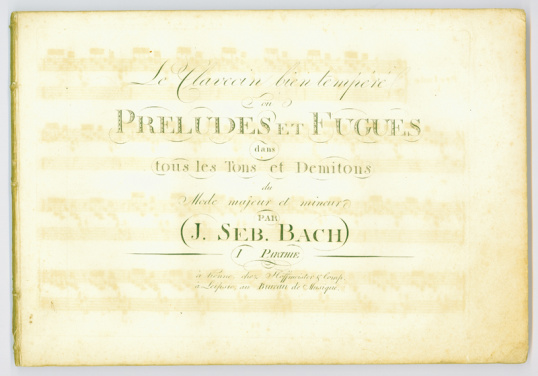 Le Clavecin bien tempéré
ou
PRELUDES ET FUGUES
dans
tous les Tons et Demitons
du
Mode majeur et mineur
PAR
(J. SEB. BACH)
I PARTIE
à Vienne chez Hoffmeister & Comp.
à Leipsic, au Bureau de Musique